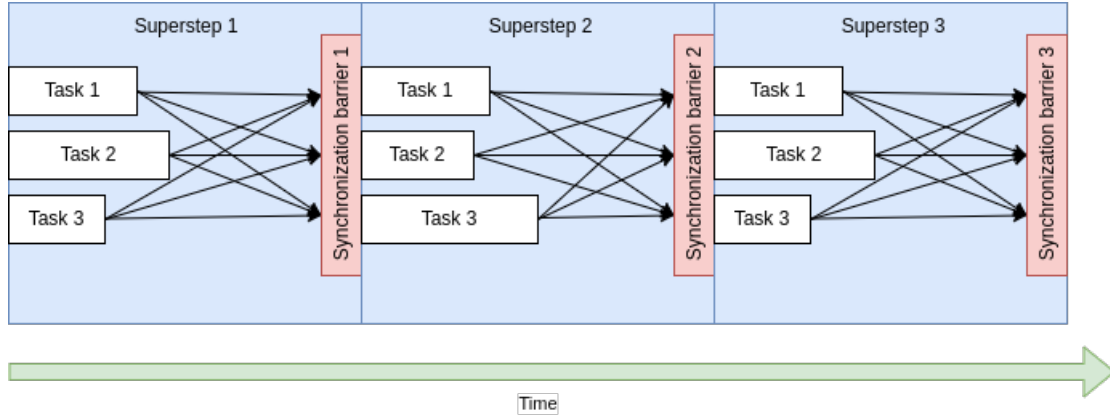 Superstep 1
Superstep 2
Superstep 3
Task 1
Task 2
Task 3
Synchronization barrier 1
Task 1
Task 2
Task 3
Synchronization barrier 2
Task 1
Task 2
Task 3
Synchronization barrier 3
Time